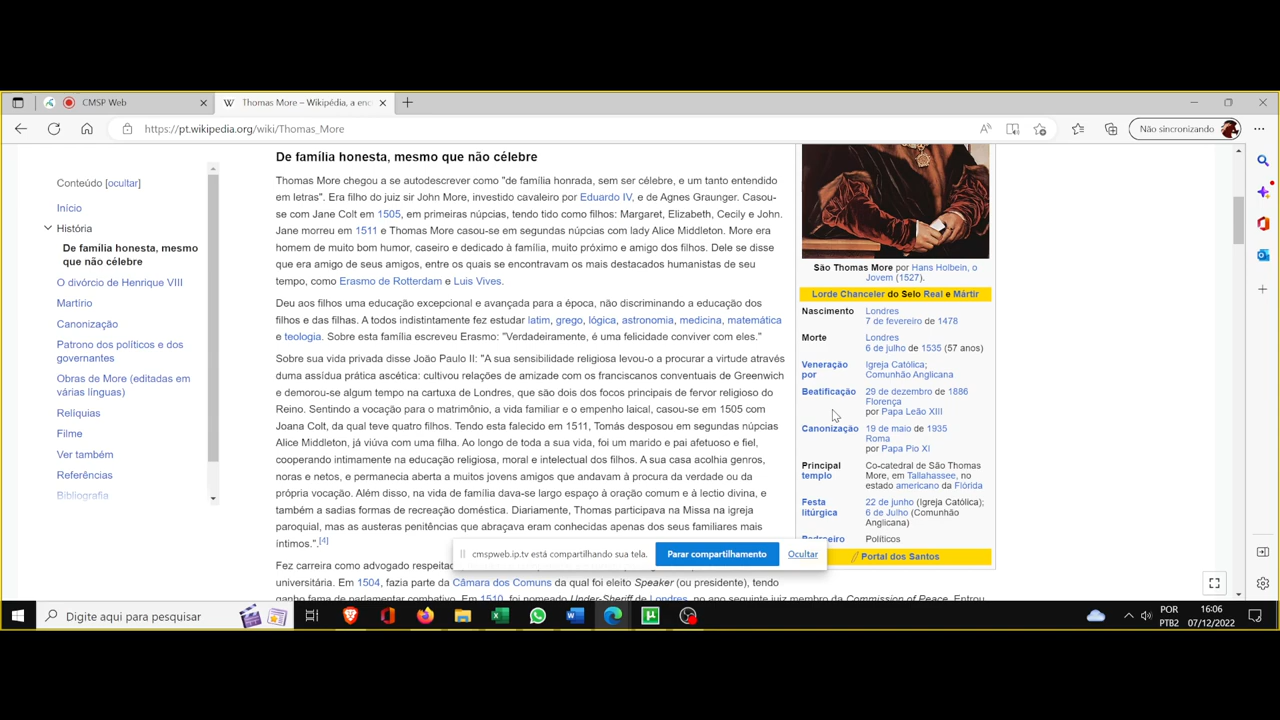 CMSP Web
Thomas More – Wikipédia, a enc
https://pt.wikipedia.org/wiki/Thomas_More
Não sincronizando
Conteúdo [ocultar]
Início
História
De família honesta, mesmo
que não célebre
O divórcio de Henrique VIII
Martírio
Canonização
Patrono dos políticos e dos
governantes
Obras de More (editadas em
várias línguas)
Relíquias
Filme
Ver também
Referências
Bibliografia
De família honesta, mesmo que não célebre
Thomas More chegou a se autodescrever como "de família honrada, sem ser célebre, e um tanto entendido
em letras". Era filho do juiz sir John More, investido cavaleiro por Eduardo IV, e de Agnes Graunger. Casou-
se com Jane Colt em 1505, em primeiras núpcias, tendo tido como filhos: Margaret, Elizabeth, Cecily e John.
Jane morreu em 1511 e Thomas More casou-se em segundas núpcias com lady Alice Middleton. More era
homem de muito bom humor, caseiro e dedicado à família, muito próximo e amigo dos filhos. Dele se disse
que era amigo de seus amigos, entre os quais se encontravam os mais destacados humanistas de seu
tempo, como Erasmo de Rotterdam e Luis Vives.
Deu aos filhos uma educação excepcional e avançada para a época, não discriminando a educação dos
filhos e das filhas. A todos indistintamente fez estudar latim, grego, lógica, astronomia, medicina, matemática
e teologia. Sobre esta família escreveu Erasmo: "Verdadeiramente, é uma felicidade conviver com eles."
Sobre sua vida privada disse João Paulo II: "A sua sensibilidade religiosa levou-o a procurar a virtude através
duma assídua prática ascética: cultivou relações de amizade com os franciscanos conventuais de Greenwich
e demorou-se algum tempo na cartuxa de Londres, que são dois dos focos principais de fervor religioso do
Reino. Sentindo a vocação para o matrimônio, a vida familiar e o empenho laical, casou-se em 1505 com
Joana Colt, da qual teve quatro filhos. Tendo esta falecido em 1511, Tomás desposou em segundas núpcias
Alice Middleton, já viúva com uma filha. Ao longo de toda a sua vida, foi um marido e pai afetuoso e fiel,
cooperando intimamente na educação religiosa, moral e intelectual dos filhos. A sua casa acolhia genros,
noras e netos, e permanecia aberta a muitos jovens amigos que andavam à procura da verdade ou da
própria vocação. Além disso, na vida de família dava-se largo espaço à oração comum e à lectio divina, e
também a sadias formas de recreação doméstica. Diariamente, Thomas participava na Missa na igreja
paroquial, mas as austeras penitências que abraçava eram conhecidas apenas dos seus familiares mais
íntimos.".[4]
Fez carreira como advogado respeitad
universitária. Em 1504, fazia parte da Câmara dos Comuns da qual foi eleito Speaker (ou presidente), tendo
ganho fama de parlamentar combativo. Em 1510, foi nomeado Under-Sheriff de Londres, no ano seguinte juiz membro da Commission of Peace. Entrou
São Thomas More por Hans Holbein, o
Jovem (1527).
Lorde Chanceler do Selo Real e Mártir
Nascimento Londres
7 de fevereiro de 1478
Morte Londres
6 de julho de 1535 (57 anos)
Veneração por Igreja Católica;
Comunhão Anglicana
Beatificação 29 de dezembro de 1886
Florença
por Papa Leão XIII
Canonização 19 de maio de 1935
Roma
por Papa Pio XI
Principal templo Co-catedral de São Thomas
More, em Tallahassee, no
estado americano da Flórida
Festa litúrgica 22 de junho (Igreja Católica);
6 de Julho (Comunhão
Anglicana)
Padroeiro Políticos
Portal dos Santos
cmspweb.ip.tv está compartilhando sua tela. Parar compartilhamento Ocultar
Digite aqui para pesquisar
POR
PTB2
16:06
07/12/2022